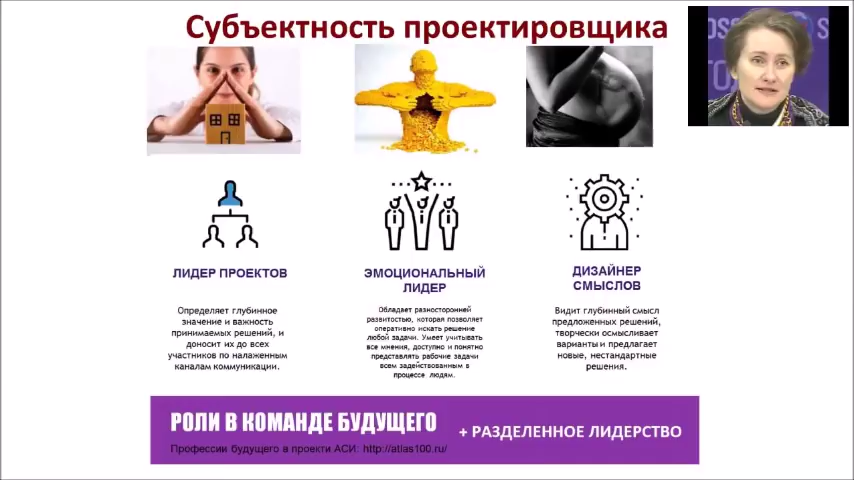 Субъектность проектировщика
ЛИДЕР ПРОЕКТОВ
Определяет глубинное
значение и важность
принимаемых решений, и
доносит их до всех
участников по налаженным
каналам коммуникации.
ЭМОЦИОНАЛЬНЫЙ
ЛИДЕР
Обладает разносторонней
развитостью, которая позволяет
оперативно искать решение
любой задачи. Умеет учитывать
все мнения, доступно и понятно
представлять рабочие задачи
всем задействованным в
процессе людям.
ДИЗАЙНЕР
СМЫСЛОВ
Видит глубинный смысл
предложенных решений,
творчески осмысливает
варианты и предлагает
новые, нестандартные
решения.
РОЛИ В КОМАНДЕ БУДУЩЕГО
+ РАЗДЕЛЕННОЕ ЛИДЕРСТВО
Профессии будущего в проекти АСИ: http://atlas100.ru/